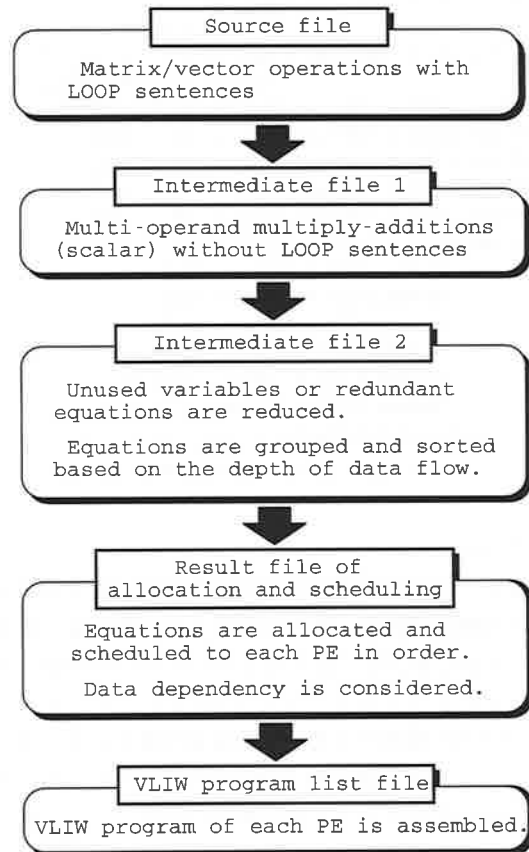 Source file
Matrix/vector operations with
LOOP sentences
Intermediate file 1
Multi-operand multiply-additions
(scalar) without LOOP sentences
Intermediate file 2
Unused variables or redundant
equations are reduced.
Equations are grouped and sorted
based on the depth of data flow.
Result file of
allocation and scheduling
Equations are allocated and
scheduled to each PE in order.
Data dependency is considered.
VLIW program list file
VLIW program of each PE is assembled.